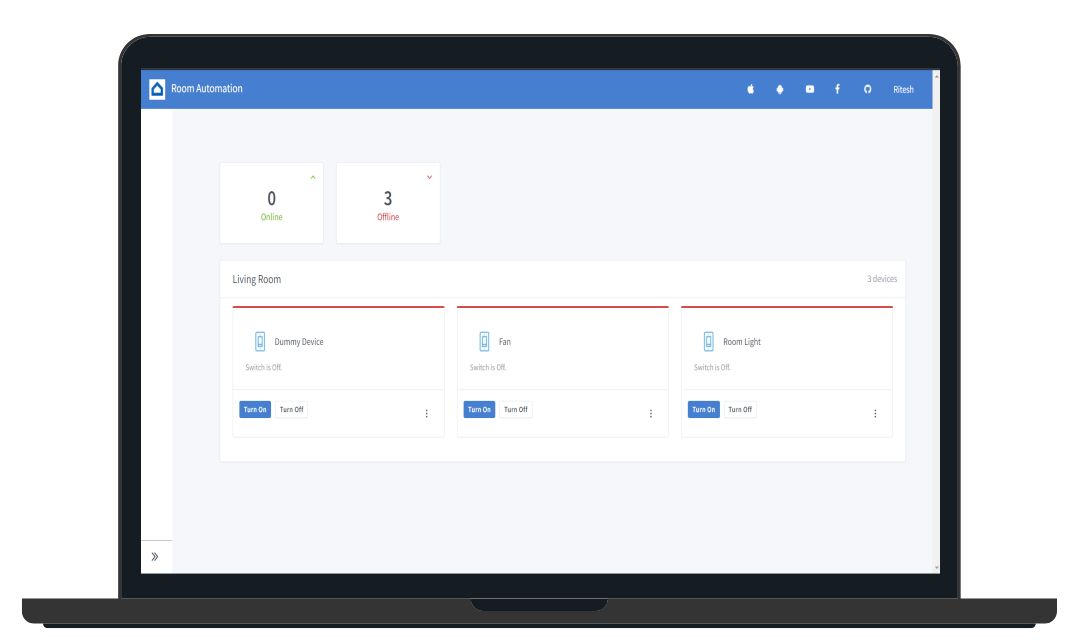 Room Automation
Ritesh
0
Online
3
Offline
Living Room
3 devices
Dummy Device
Switch Is Off.
Turn On
Turn Off
Fan
Switch Is Off.
Turn On
Turn Off
Room Light
Switch Is Off.
Turn On
Turn Off